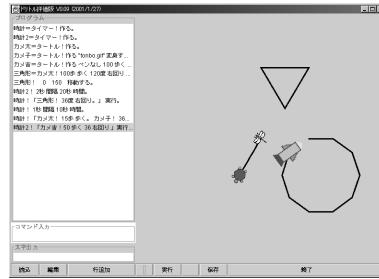 ドリトル評価版 V0.09 (2001/1/27)
プログラム
時計＝タイマー！作る。
時計2＝タイマー！作る。
カメ太＝タートル！作る。
カメ子＝タートル！作る "tonbo.gif" 変身す...
カメ吉＝タートル！作る ペンなし 100 歩く ...
三角形＝カメ太！100歩 歩く 120度 右回り ...
三角形！ 0 150 移動する。
時計2！ 2秒 間隔 20秒 時間。
時計！「三角形！ 36度 右回り。」 実行。
時計！ 1秒 間隔 10秒 時間。
時計！「カメ太！ 15歩 歩く。 カメ子！ 36...
時計2！「カメ吉！50 歩く 36 右回り」実行...
コマンド入力
文字出力
読込 編集 行追加 実行 保存 終了